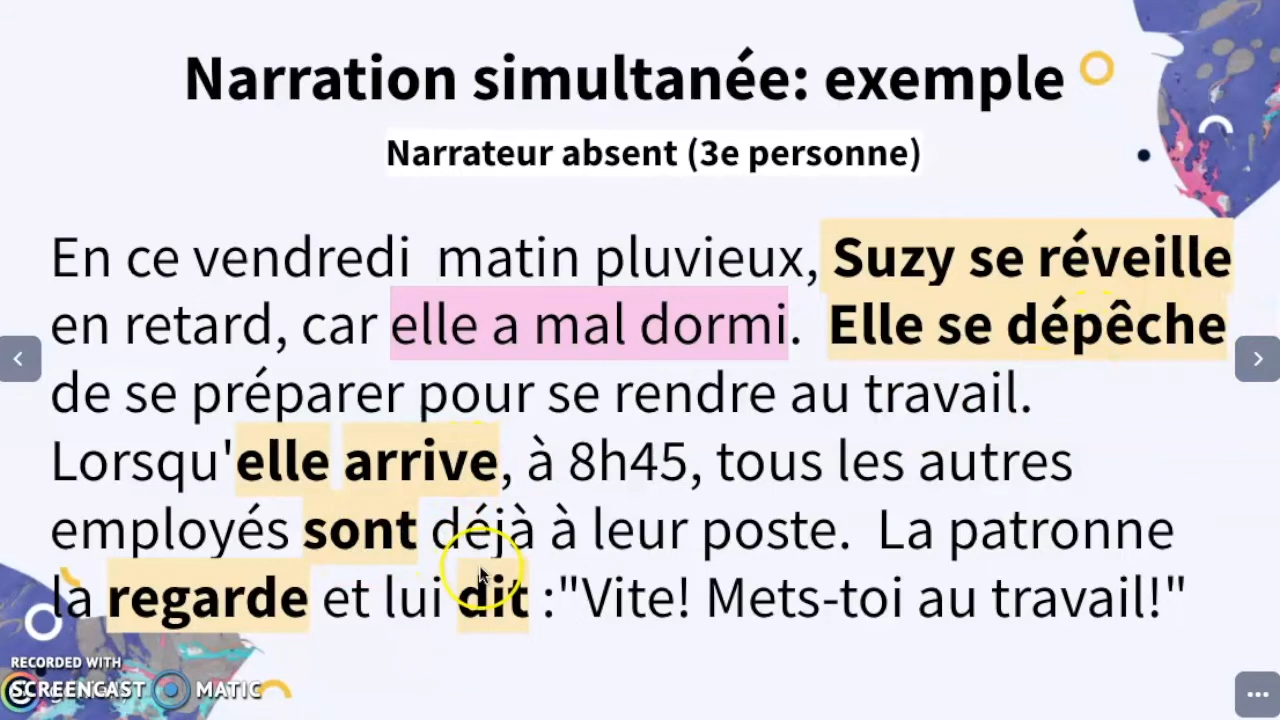 Narration simultanée: exemple
Narrateur absent (3e personne)
En ce vendredi matin pluvieux, Suzy se réveille
en retard, car elle a mal dormi. Elle se dépêche
de se préparer pour se rendre au travail.
Lorsqu'elle arrive, à 8h45, tous les autres
employés sont déjà à leur poste. La patronne
la regarde et lui dit :"Vite! Mets-toi au travail!"
RECORDED WITH
SCREENCAST MATIC